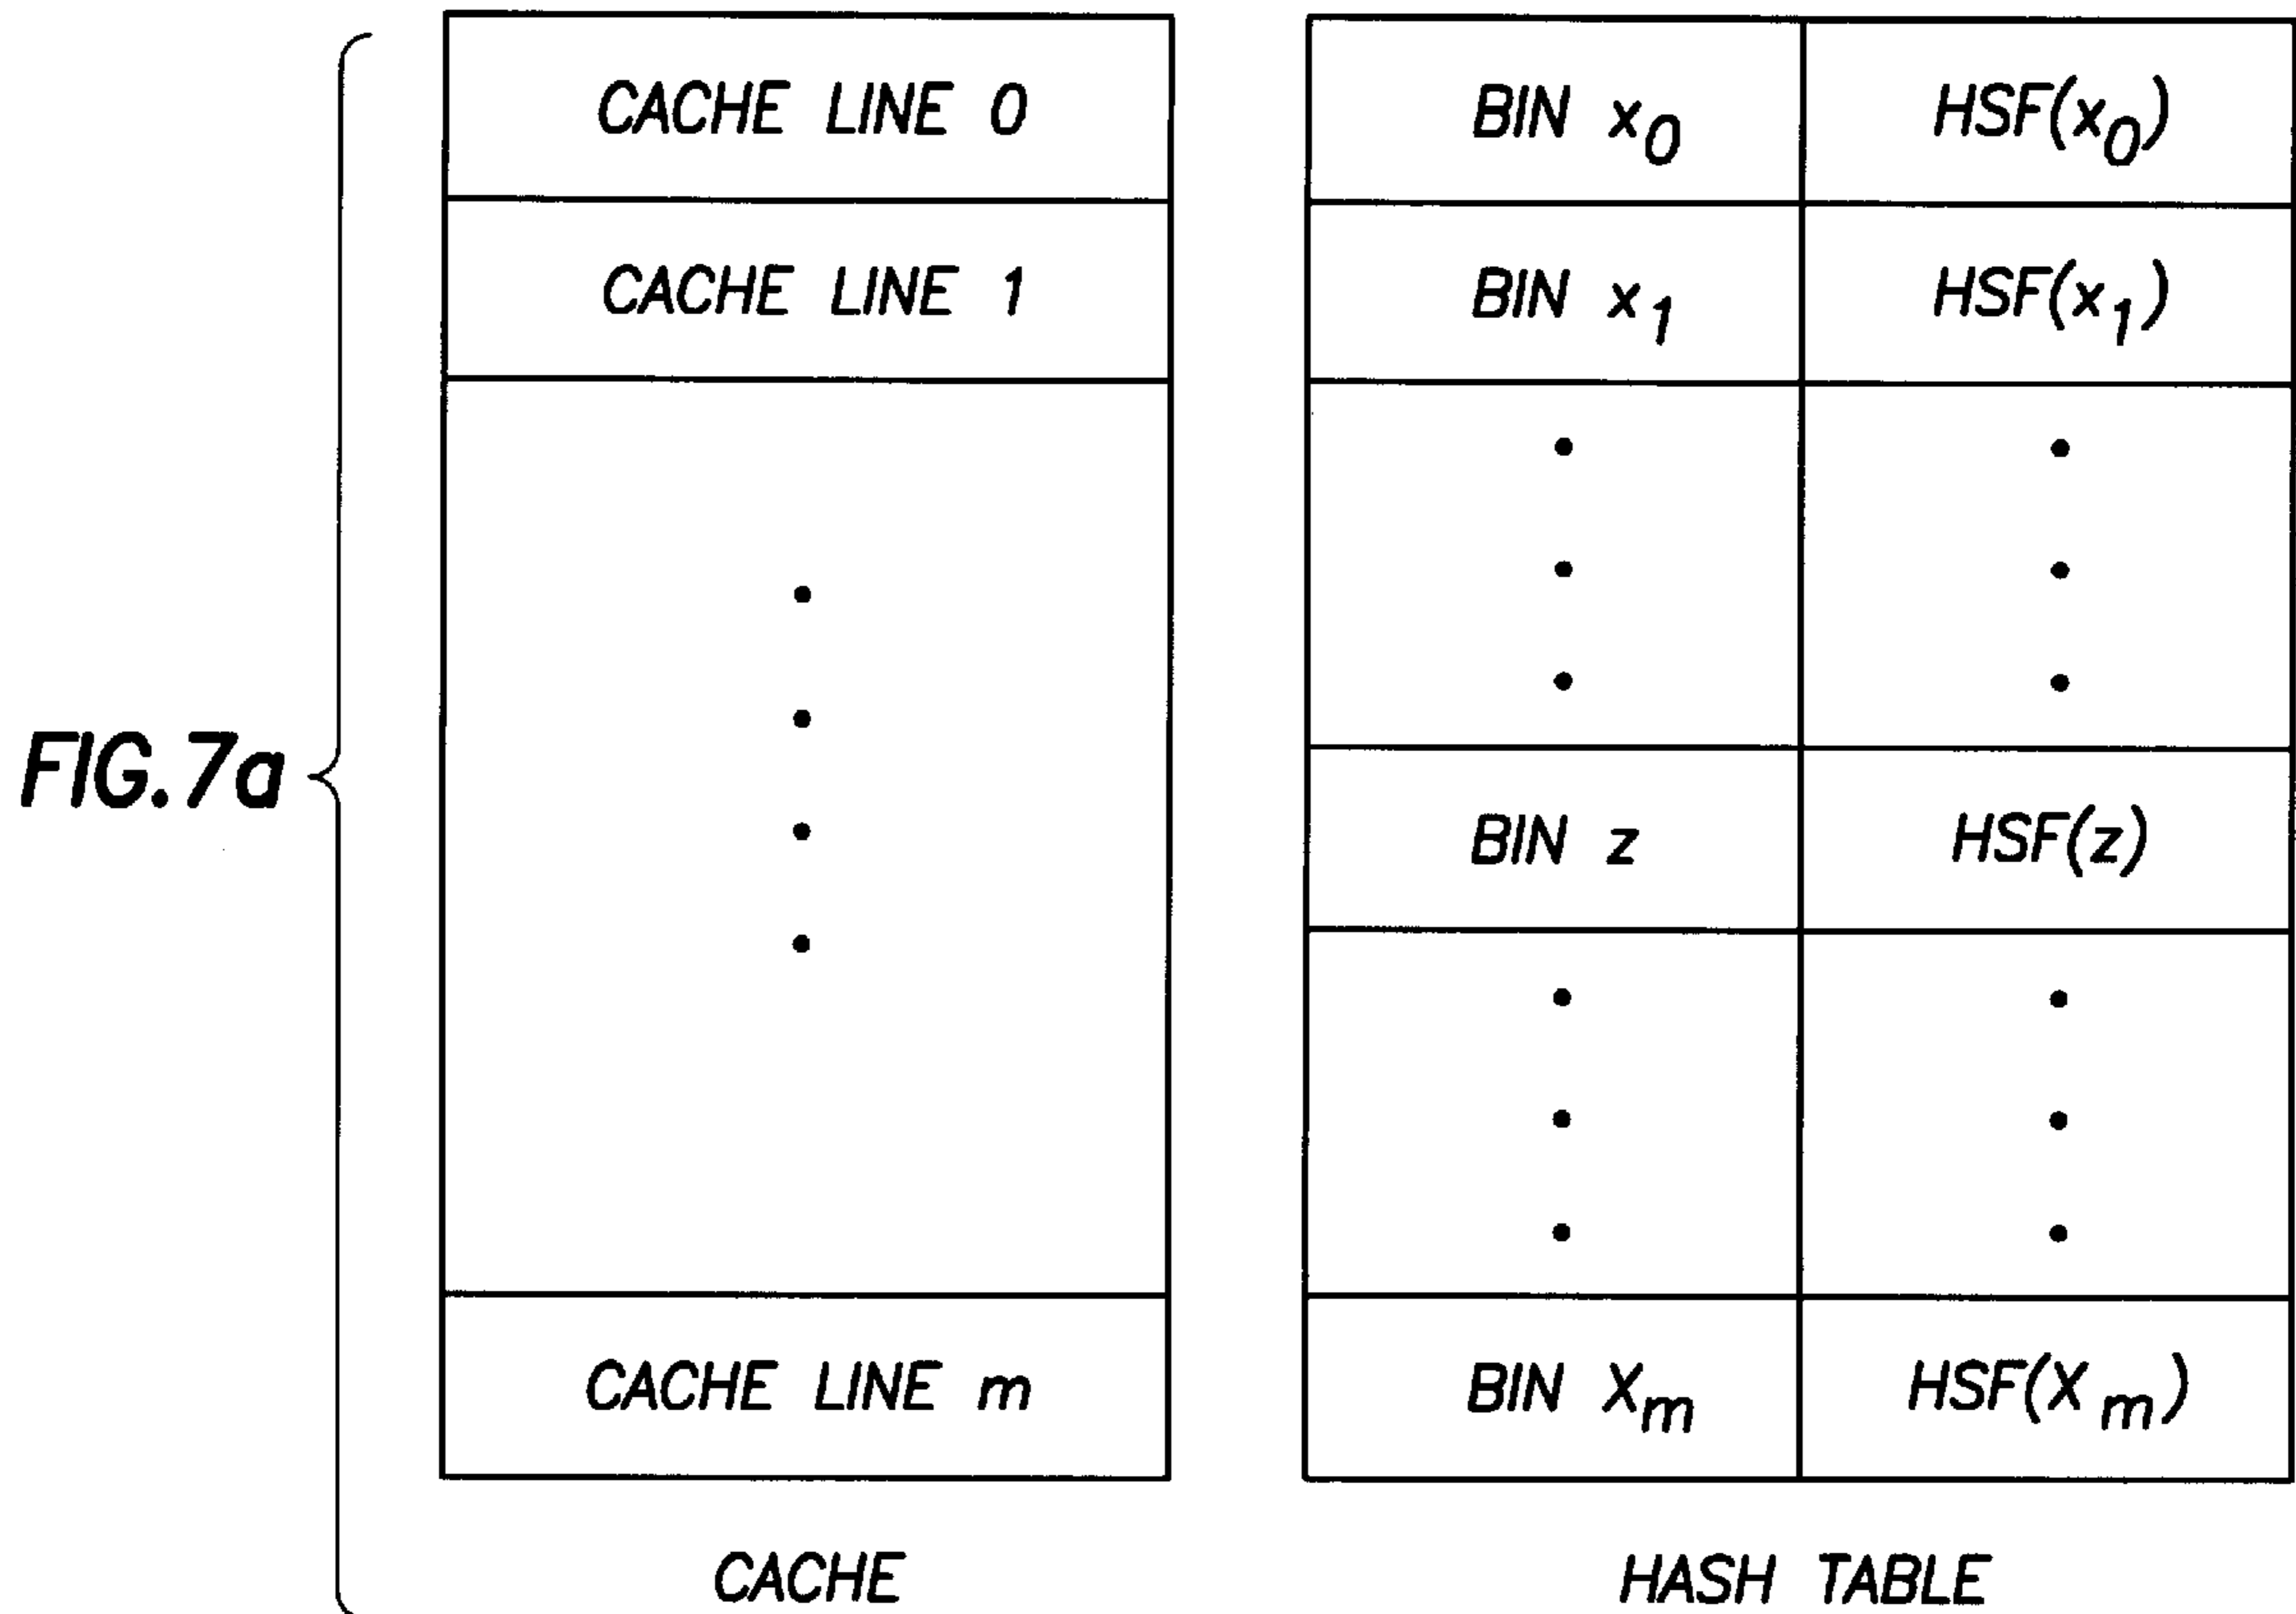 FIG.7a
CACHE LINE 0
CACHE LINE 1
CACHE LINE m
CACHE
BIN x0 HSF(x0)
BIN x1 HSF(x1)
BIN z HSF(z)
BIN Xm HSF(Xm)
HASH TABLE